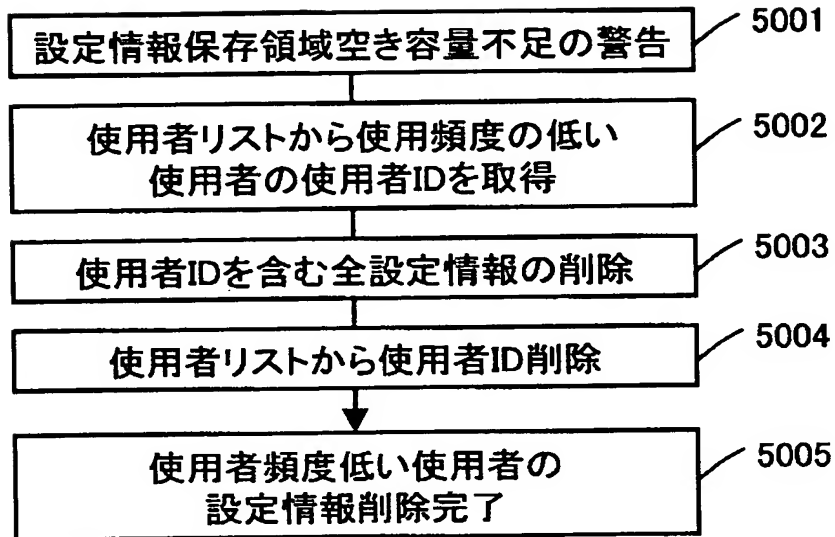 設定情報保存領域空き容量不足の警告
5001
使用者リストから使用頻度の低い
使用者の使用者IDを取得
5002
使用者IDを含む全設定情報の削除
5003
使用者リストから使用者ID削除
5004
使用者頻度低い使用者の
設定情報削除完了
5005